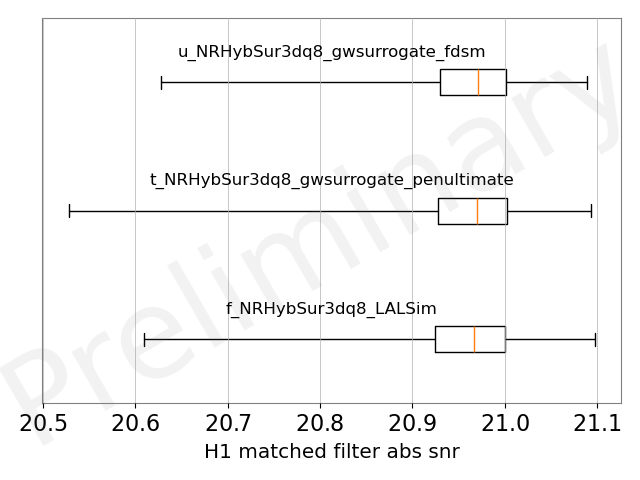 u_NRHybSur3dq8_gwsurrogate_fdsm
t_NRHybSur3dq8_gwsurrogate_penultimate
f_NRHybSur3dq8_LALSim
Preliminary
20.5 20.6 20.7 20.8 20.9 21.0 21.1
H1 matched filter abs snr